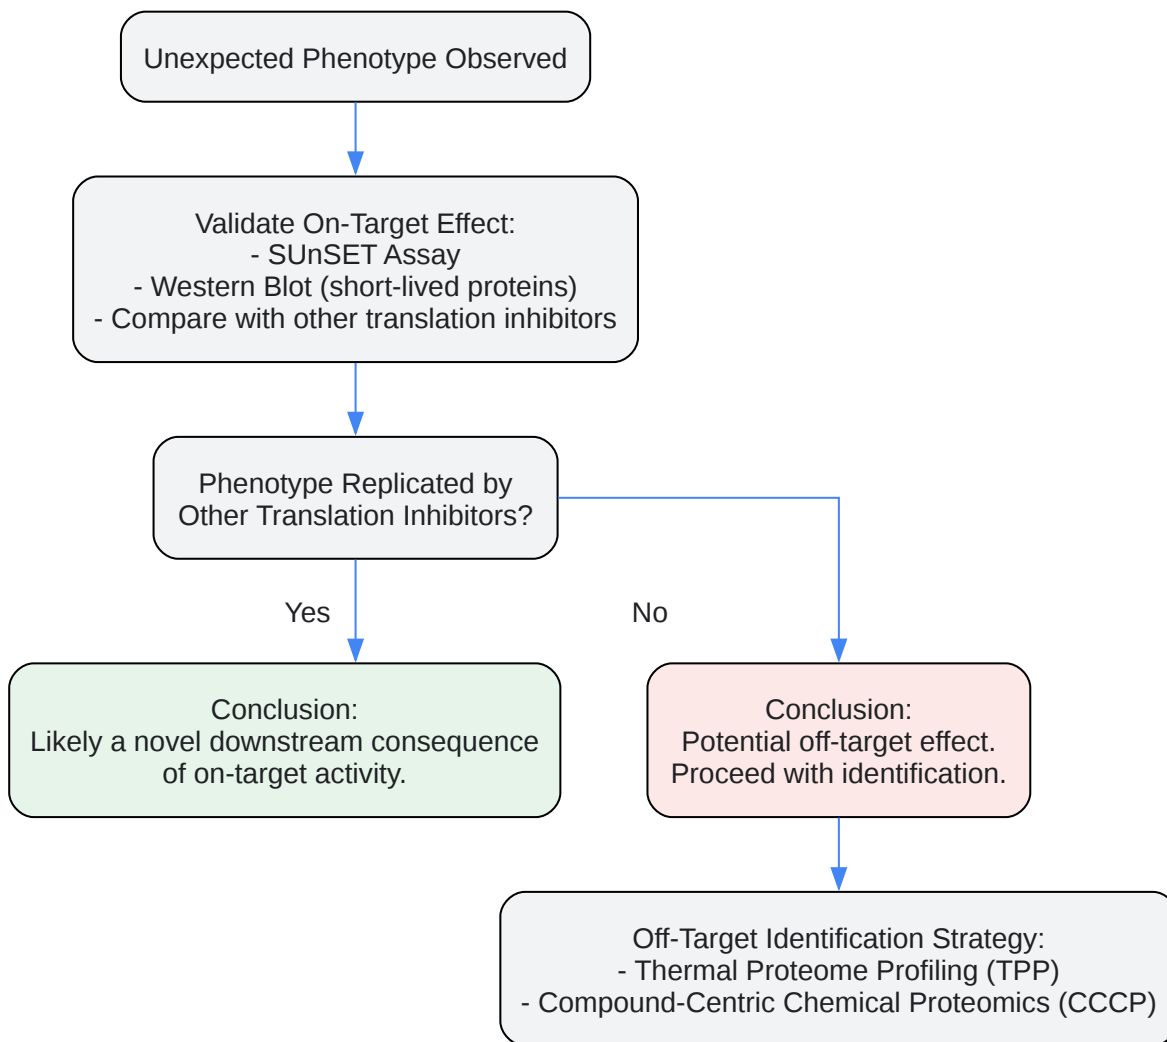 Unexpected Phenotype Observed
Validate On-Target Effect:
- SUnSET Assay
- Western Blot (short-lived proteins)
- Compare with other translation inhibitors
Phenotype Replicated by
Other Translation Inhibitors?
Yes
No
Conclusion:
Likely a novel downstream consequence
of on-target activity.
Conclusion:
Potential off-target effect.
Proceed with identification.
Off-Target Identification Strategy:
- Thermal Proteome Profiling (TPP)
- Compound-Centric Chemical Proteomics (CCCP)